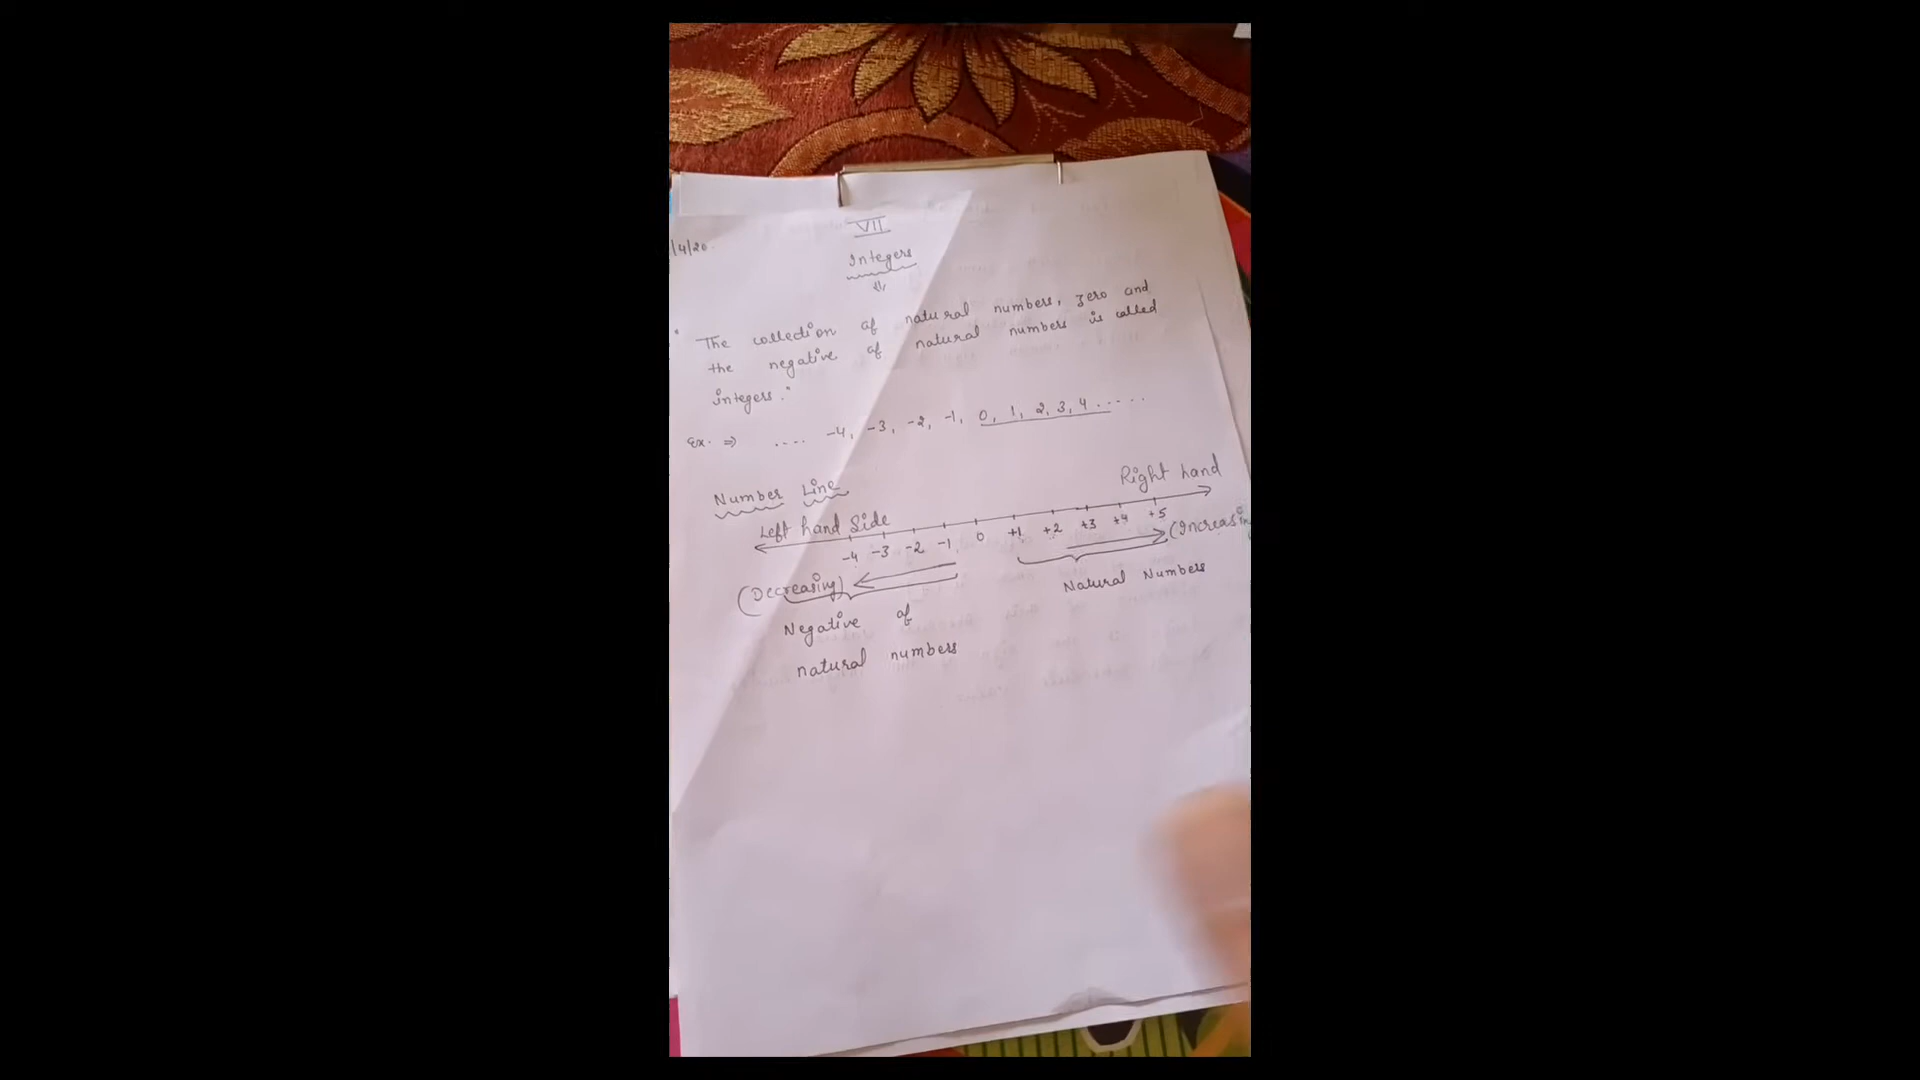 /4/20.
VII
Integers
⇓
" The collection of natural numbers, zero and
the negative of natural numbers is called
integers."
Ex. ⇒ .... -4, -3, -2, -1, 0, 1, 2, 3, 4 ......
Number Line
Right hand
Left hand Side
-4 -3 -2 -1 0 +1 +2 +3 +4 +5
(Increasin
(Decreasing)
Natural Numbers
Negative of
natural numbers